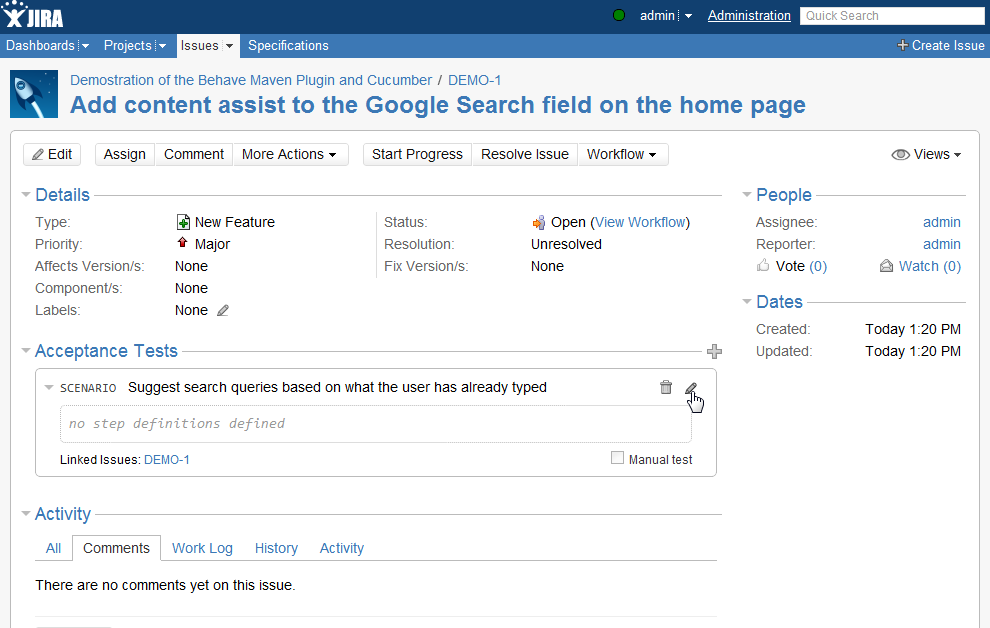 JIRA
admin Administration Quick Search
Dashboards Projects Issues Specifications Create Issue
Demostration of the Behave Maven Plugin and Cucumber / DEMO-1
Add content assist to the Google Search field on the home page
Edit Assign Comment More Actions Start Progress Resolve Issue Workflow Views
Details
Type: New Feature
Priority: Major
Affects Version/s: None
Component/s: None
Labels: None
Status: Open (View Workflow)
Resolution: Unresolved
Fix Version/s: None
People
Assignee: admin
Reporter: admin
Vote (0) Watch (0)
Dates
Created: Today 1:20 PM
Updated: Today 1:20 PM
Acceptance Tests
SCENARIO Suggest search queries based on what the user has already typed
no step definitions defined
Linked Issues: DEMO-1 Manual test
Activity
All Comments Work Log History Activity
There are no comments yet on this issue.